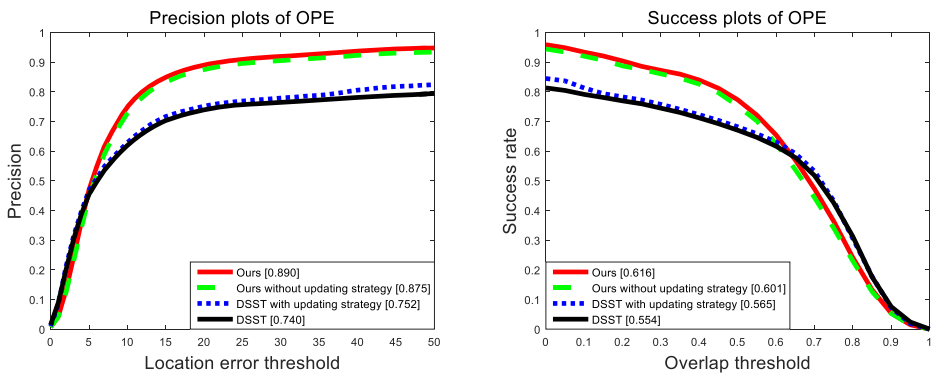 Precision plots of OPE
1
0.9
0.8
0.7
0.6
0.5
0.4
0.3
0.2
0.1
0
Precision
Ours [0.890]
Ours without updating strategy [0.875]
DSST with updating strategy [0.752]
DSST [0.740]
0 5 10 15 20 25 30 35 40 45 50
Location error threshold
Success plots of OPE
1
0.9
0.8
0.7
0.6
0.5
0.4
0.3
0.2
0.1
0
Success rate
Ours [0.616]
Ours without updating strategy [0.601]
DSST with updating strategy [0.565]
DSST [0.554]
0 0.1 0.2 0.3 0.4 0.5 0.6 0.7 0.8 0.9 1
Overlap threshold